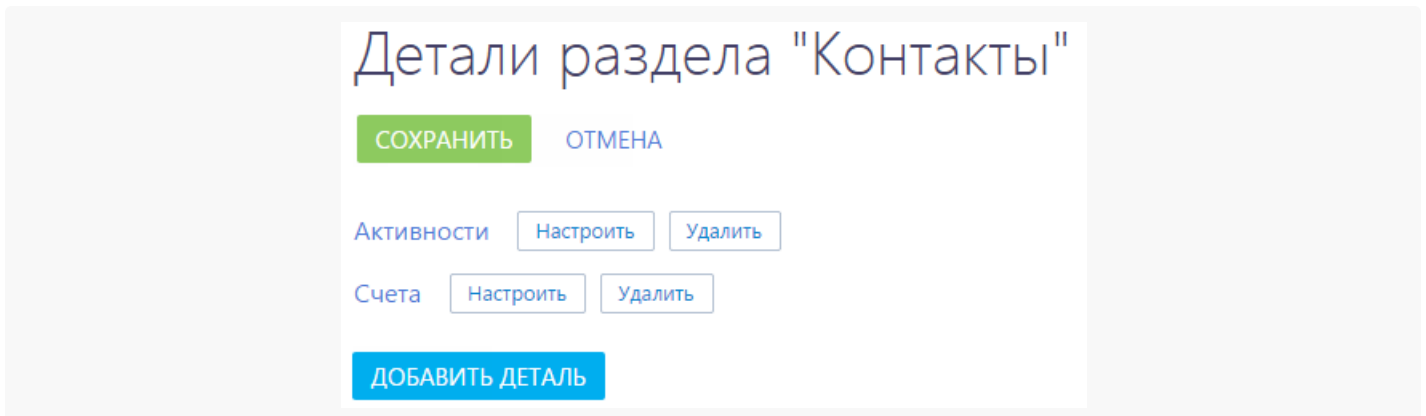 Детали раздела "Контакты"
СОХРАНИТЬ ОТМЕНА
Активности Настроить Удалить
Счета Настроить Удалить
ДОБАВИТЬ ДЕТАЛЬ